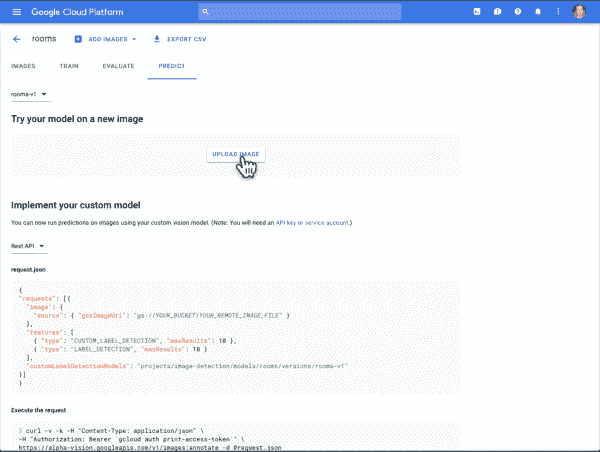 Google Cloud Platform
rooms
ADD IMAGES
EXPORT CSV
IMAGES
TRAIN
EVALUATE
PREDICT
rooms-v1
Try your model on a new image
UPLOAD IMAGE
Implement your custom model
You can now run predictions on images using your custom vision model. (Note: You will need an API key or service account.)
Rest API
request.json
{
"requests": [{
"image": {
"source": { "gcsImageUri": "gs://YOUR_BUCKET/YOUR_REMOTE_IMAGE_FILE" }
},
"features": [
{ "type": "CUSTOM_LABEL_DETECTION", "maxResults": 10 },
{ "type": "LABEL_DETECTION", "maxResults": 10 }
],
"customLabelDetectionModels": "projects/image-detection/models/rooms/versions/rooms-v1"
}]
}
Execute the request
$ curl -v -k -H "Content-Type: application/json" \
-H "Authorization: Bearer `gcloud auth print-access-token`" \
https://alpha-vision.googleapis.com/v1/images:annotate -d @request.json